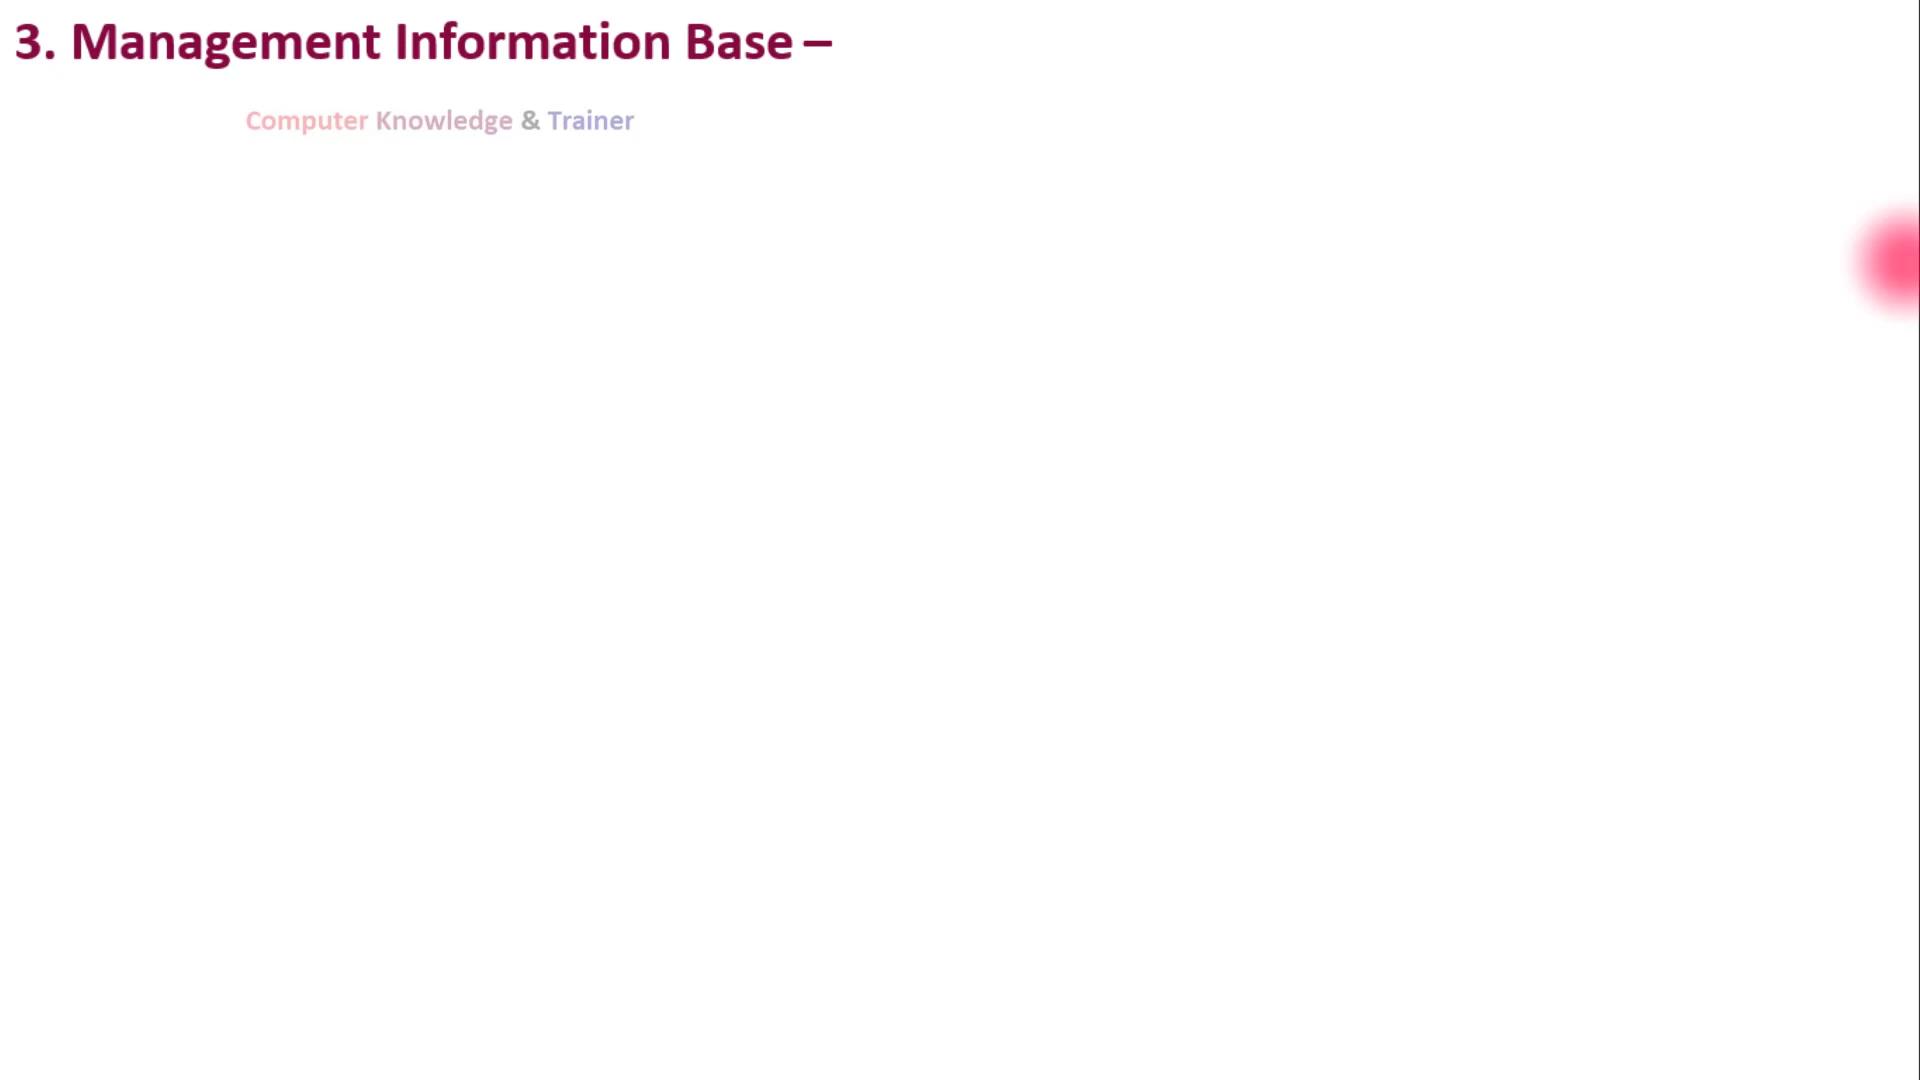 3. Management Information Base –
Computer Knowledge & Trainer